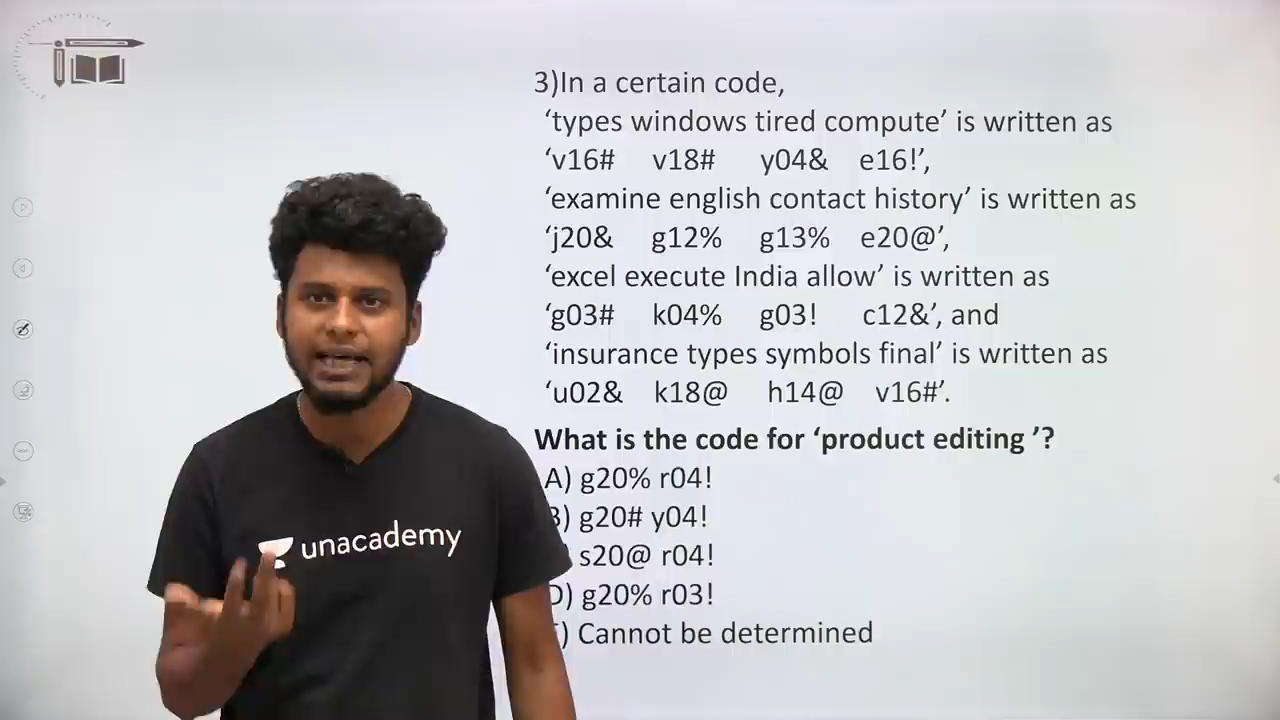 3)In a certain code,
‘types windows tired compute’ is written as
‘v16# v18# y04& e16!’,
‘examine english contact history’ is written as
‘j20& g12% g13% e20@’,
‘excel execute India allow’ is written as
‘g03# k04% g03! c12&’, and
‘insurance types symbols final’ is written as
‘u02& k18@ h14@ v16#’.
What is the code for ‘product editing ’?
A) g20% r04!
B) g20# y04!
) s20@ r04!
D) g20% r03!
) Cannot be determined
unacademy